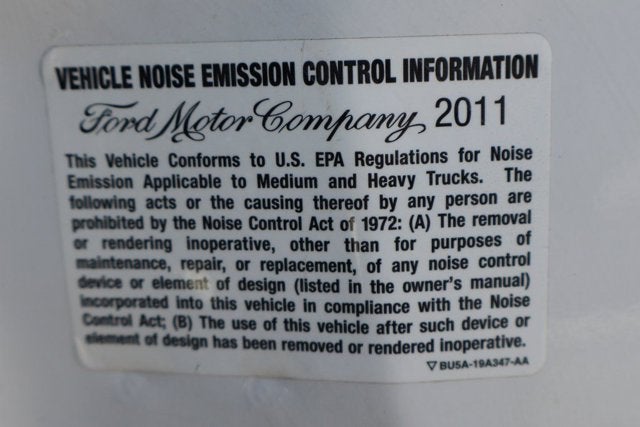 VEHICLE NOISE EMISSION CONTROL INFORMATION
Ford Motor Company 2011
This Vehicle Conforms to U.S. EPA Regulations for Noise
Emission Applicable to Medium and Heavy Trucks. The
following acts or the causing thereof by any person are
prohibited by the Noise Control Act of 1972: (A) The removal
or rendering inoperative, other than for purposes of
maintenance, repair, or replacement, of any noise control
device or element of design (listed in the owner's manual)
incorporated into this vehicle in compliance with the Noise
Control Act; (B) The use of this vehicle after such device or
element of design has been removed or rendered inoperative.
▽ BU5A-19A347-AA